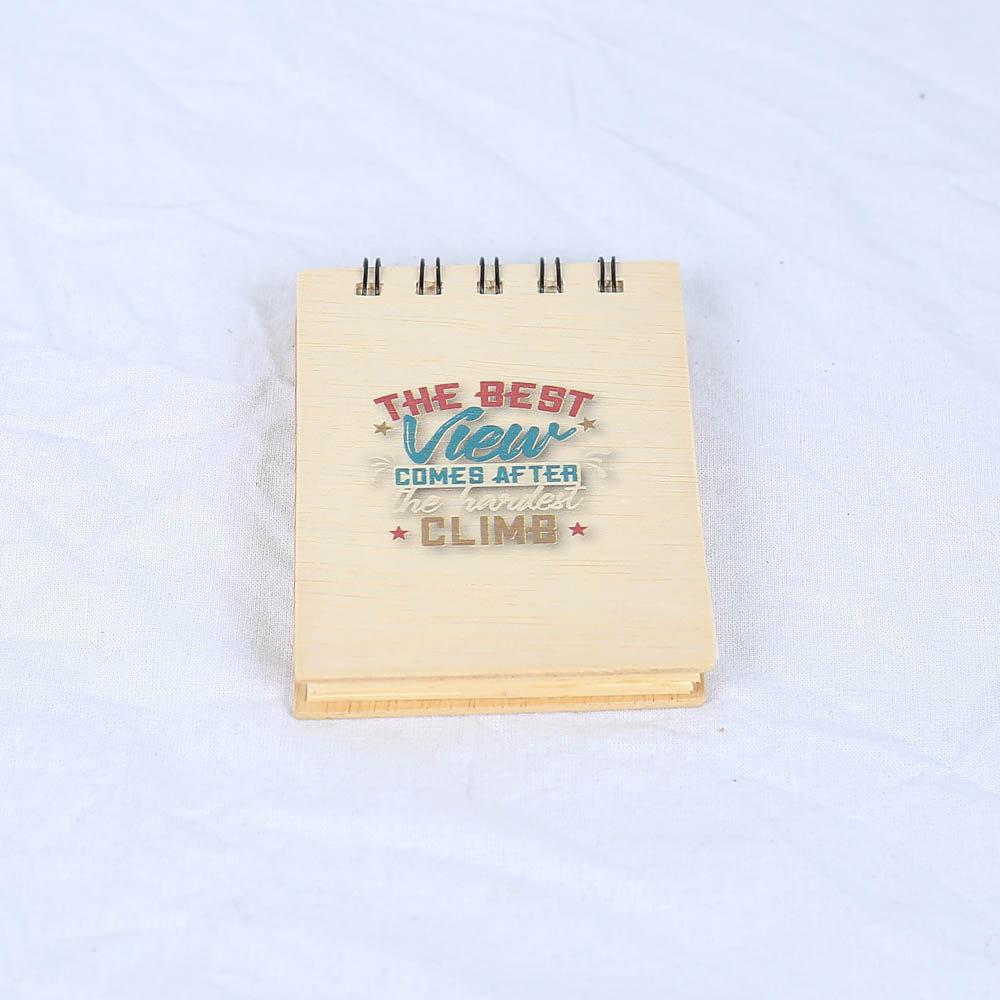 THE BEST
View
COMES AFTER
the hardest
CLIMB